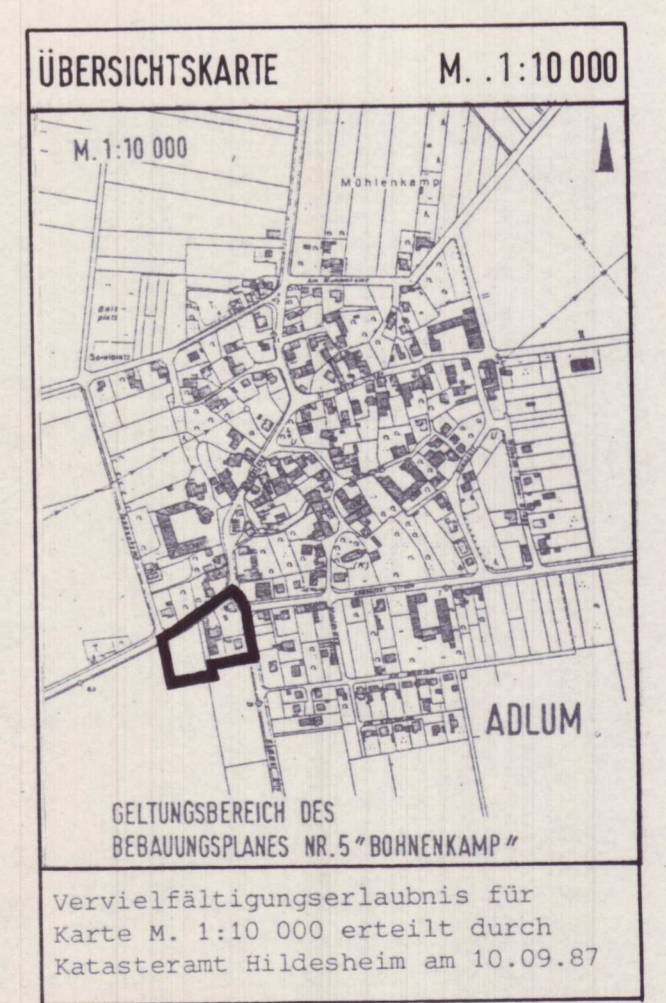 ÜBERSICHTSKARTE M. .1:10 000
M. 1:10 000
Mühlenkamp
Spielplatz
ADLUM
GELTUNGSBEREICH DES
BEBAUUNGSPLANES NR.5 "BOHNENKAMP"
Vervielfältigungserlaubnis für
Karte M. 1:10 000 erteilt durch
Katasteramt Hildesheim am 10.09.87